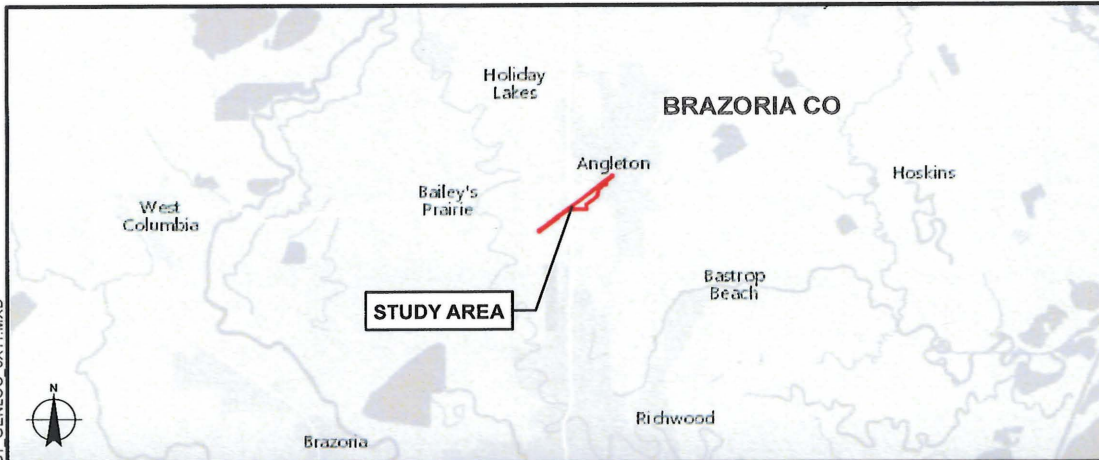 Holiday
Lakes
BRAZORIA CO
Angleton
Hoskins
Bailey's
Prairie
West
Columbia
Bastrop
Beach
STUDY AREA
N
Richwood
Brazoria